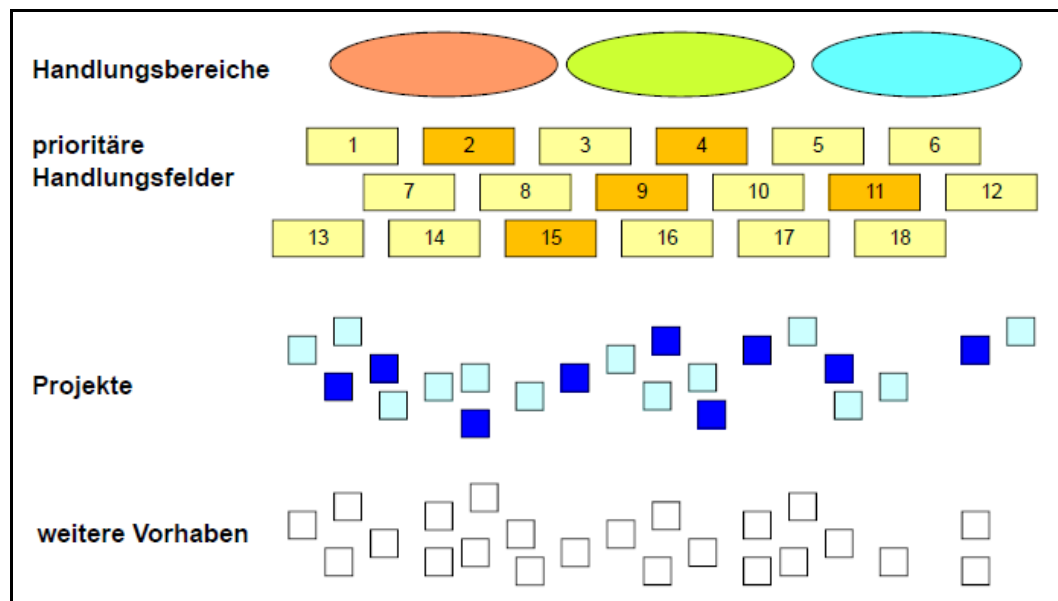 Handlungsbereiche
prioritäre
Handlungsfelder
1 2 3 4 5 6
7 8 9 10 11 12
13 14 15 16 17 18
Projekte
weitere Vorhaben